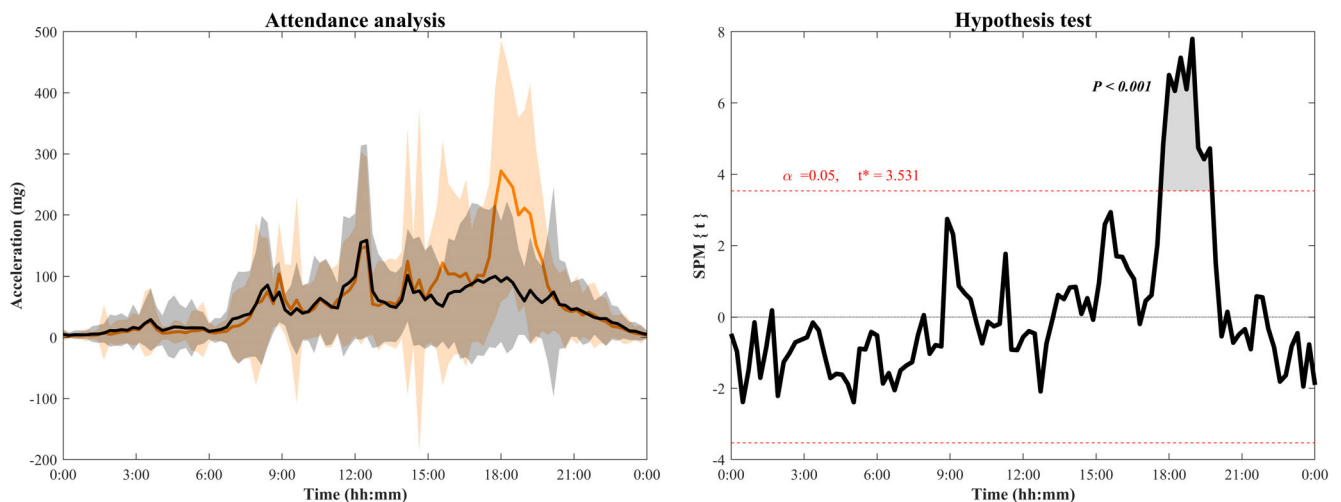 Attendance analysis
500
400
300
200
100
0
-100
-200
Acceleration (mg)
0:00 3:00 6:00 9:00 12:00 15:00 18:00 21:00 0:00
Time (hh:mm)
Hypothesis test
8
6
4
2
0
-2
-4
SPM { t }
P < 0.001
α =0.05, t* = 3.531
0:00 3:00 6:00 9:00 12:00 15:00 18:00 21:00 0:00
Time (hh:mm)